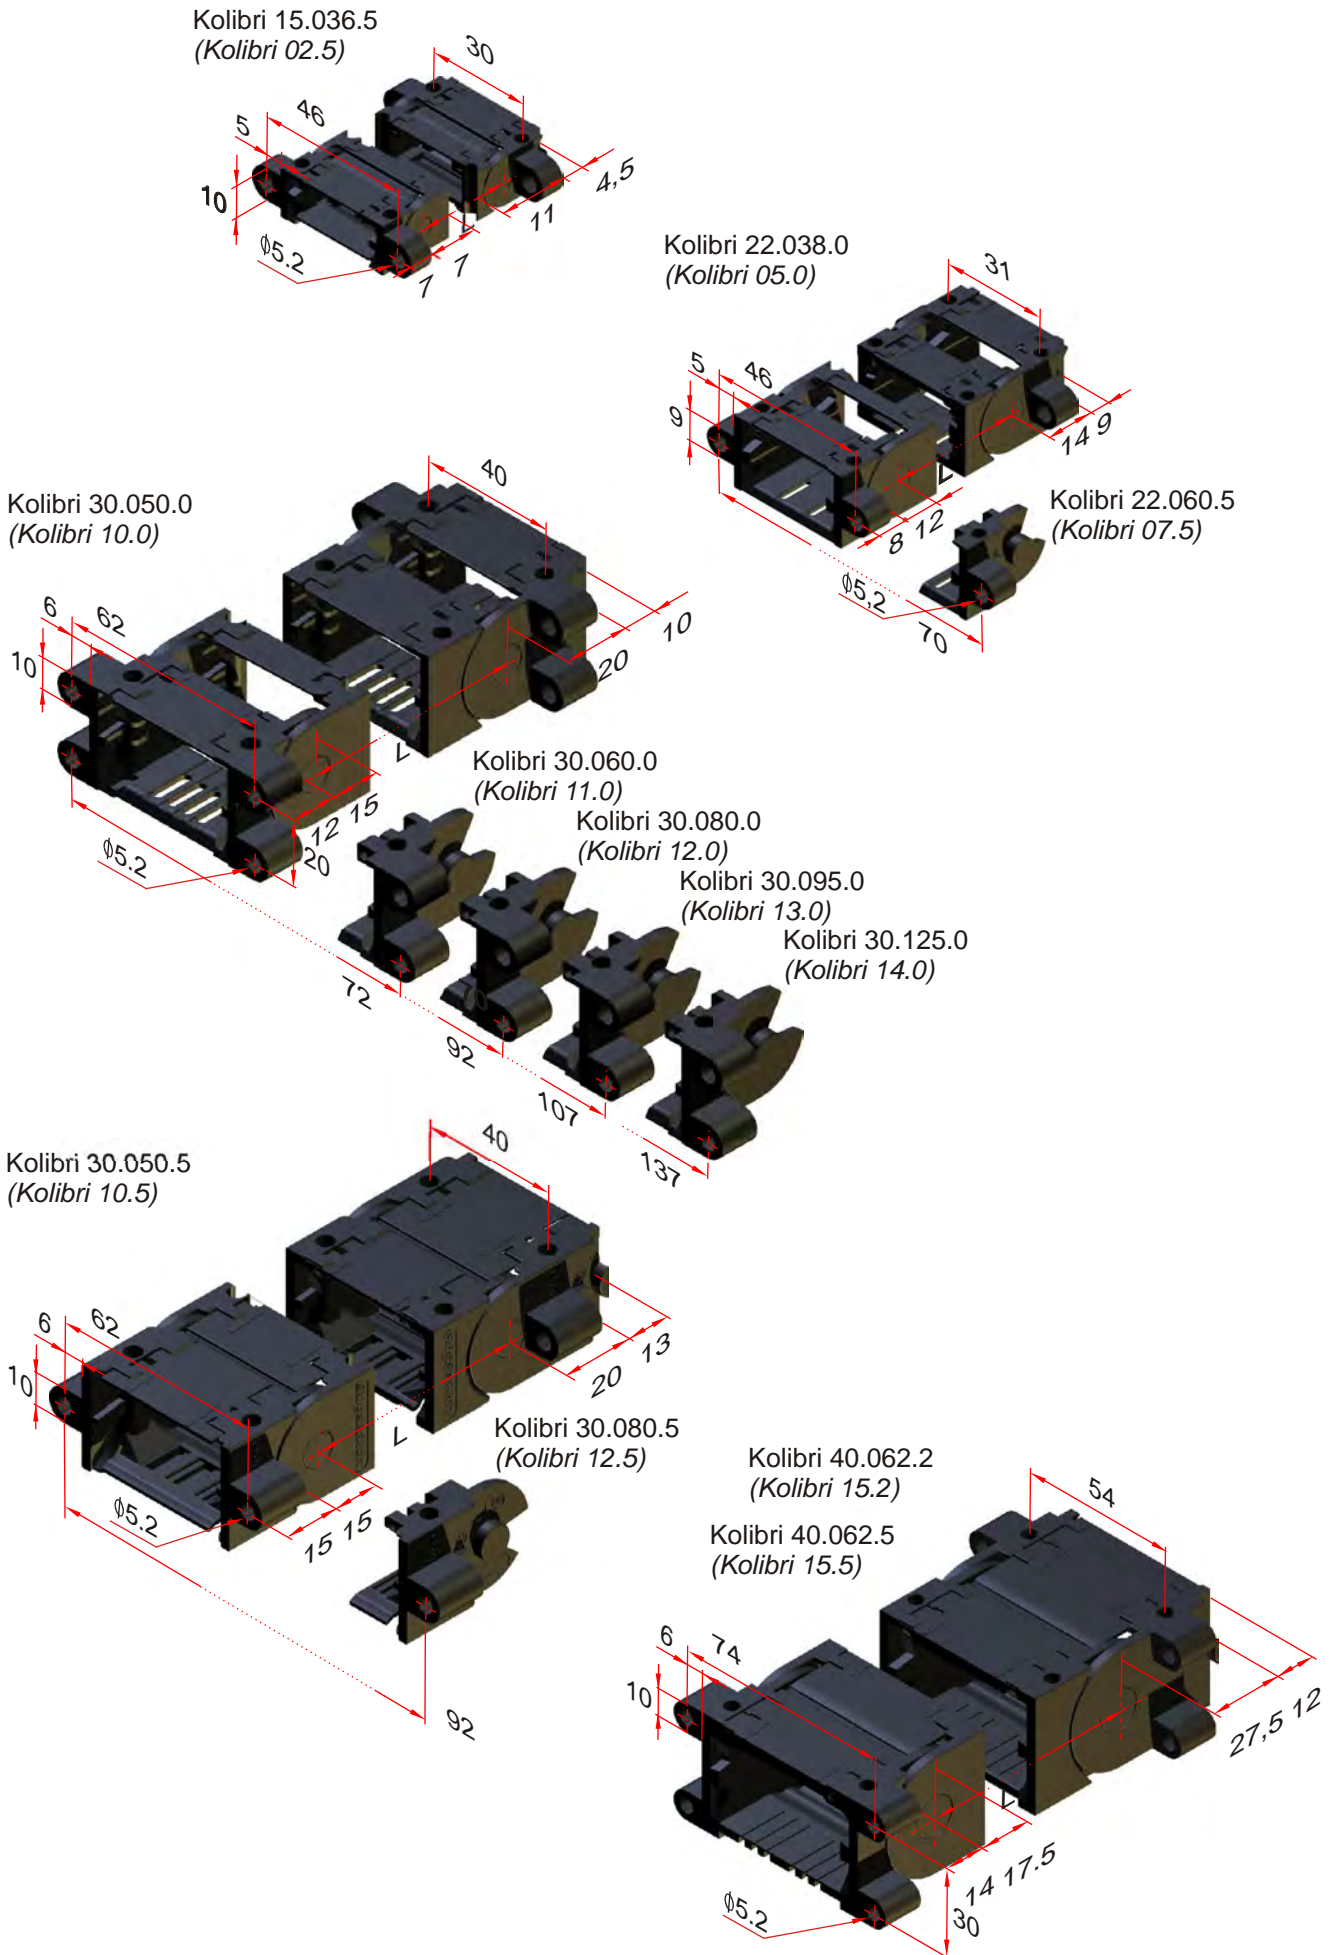 Kolibri 15.036.5
(Kolibri 02.5)
30
46
5
10
4,5
11
L
7
7
ϕ5.2
Kolibri 22.038.0
(Kolibri 05.0)
31
5
46
9
14 9
L
8 12
Kolibri 22.060.5
(Kolibri 07.5)
ϕ5,2
70
Kolibri 30.050.0
(Kolibri 10.0)
40
6
62
10
10
20
L
12 15
20
ϕ5.2
Kolibri 30.060.0
(Kolibri 11.0)
Kolibri 30.080.0
(Kolibri 12.0)
Kolibri 30.095.0
(Kolibri 13.0)
Kolibri 30.125.0
(Kolibri 14.0)
72
92
107
137
Kolibri 30.050.5
(Kolibri 10.5)
40
6
62
10
13
20
L
15 15
ϕ5.2
Kolibri 30.080.5
(Kolibri 12.5)
92
Kolibri 40.062.2
(Kolibri 15.2)
Kolibri 40.062.5
(Kolibri 15.5)
54
6
74
10
27,5 12
L
14 17.5
30
ϕ5.2